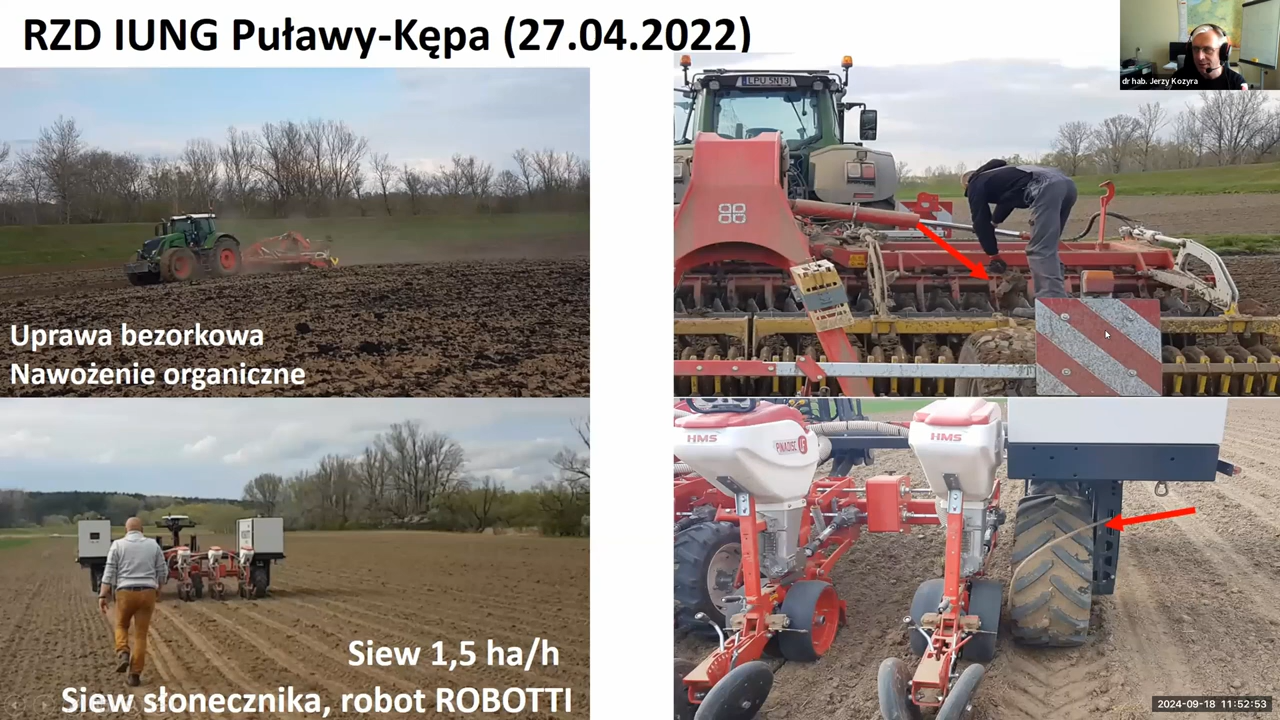 RZD IUNG Puławy-Kępa (27.04.2022)
dr hab. Jerzy Kozyra
LPU SN13
Uprawa bezorkowa
Nawożenie organiczne
HMS
HMS
Siew 1,5 ha/h
Siew słonecznika, robot ROBOTTI
2024-09-18 11:52:53